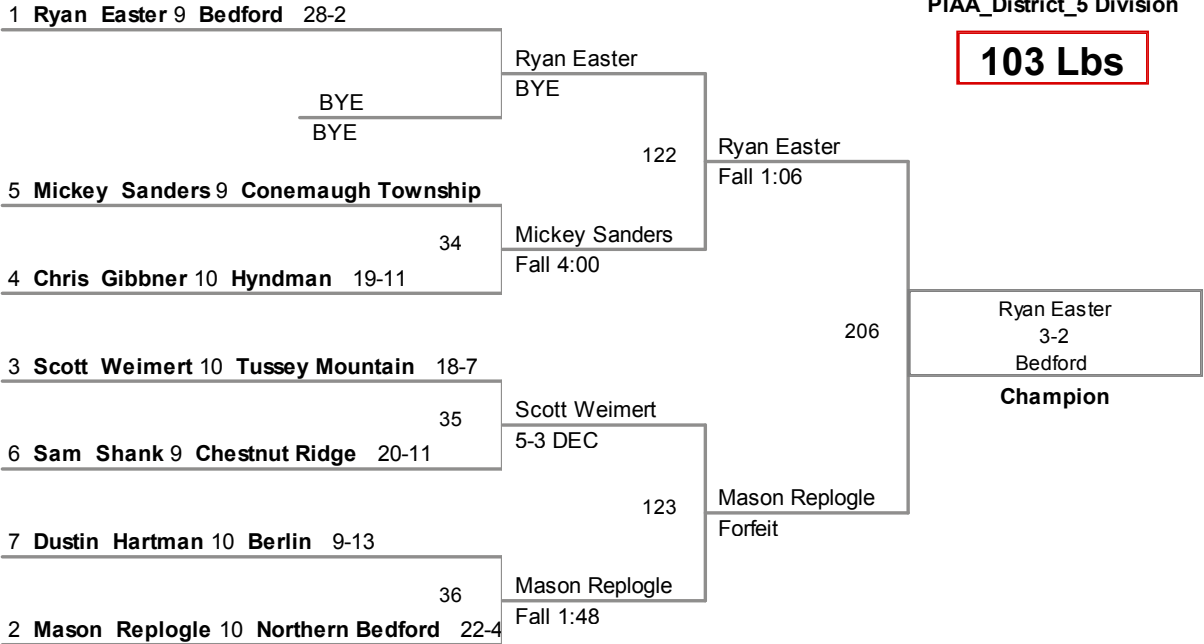 PIAA_District_5 Division
103 Lbs
1 Ryan Easter 9 Bedford 28-2
Ryan Easter
BYE
BYE
BYE
122
Ryan Easter
Fall 1:06
5 Mickey Sanders 9 Conemaugh Township
34
Mickey Sanders
Fall 4:00
4 Chris Gibbner 10 Hyndman 19-11
206
Ryan Easter
3-2
Bedford
Champion
3 Scott Weimert 10 Tussey Mountain 18-7
35
Scott Weimert
5-3 DEC
6 Sam Shank 9 Chestnut Ridge 20-11
123
Mason Replogle
Forfeit
7 Dustin Hartman 10 Berlin 9-13
36
Mason Replogle
Fall 1:48
2 Mason Replogle 10 Northern Bedford 22-4